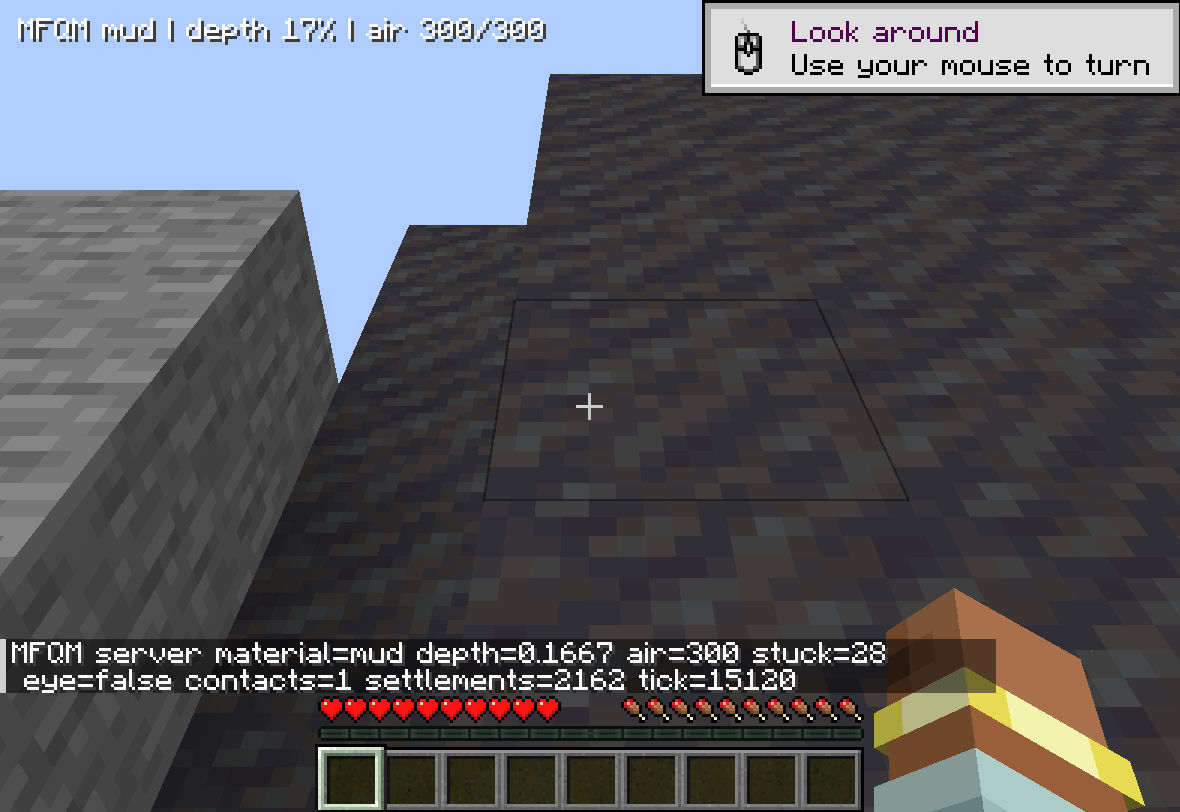 MFQM mud | depth 17% | air 300/300
Look around
Use your mouse to turn
MFQM server material=mud depth=0.1667 air=300 stuck=28
eye=false contacts=1 settlements=2162 tick=15120